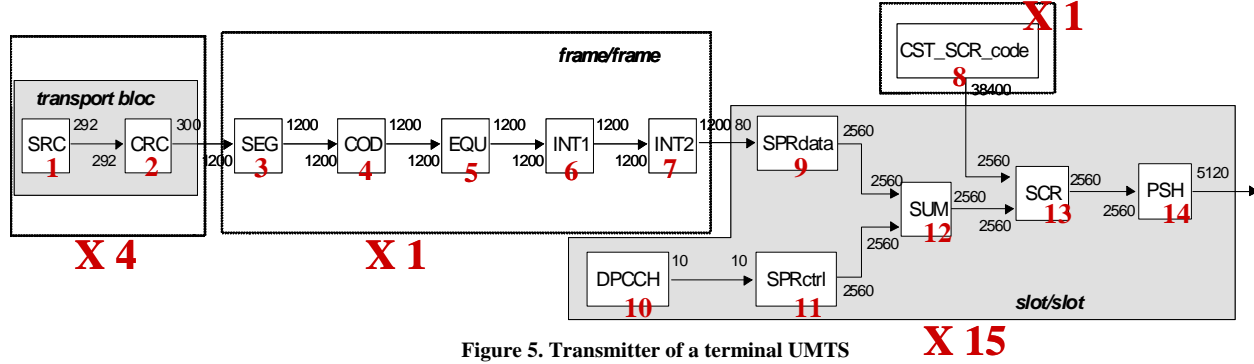 X 1
frame/frame
CST_SCR_code
8
38400
transport bloc
292 300 1200 1200 1200 1200 1200 80 2560
SRC CRC SEG COD EQU INT1 INT2 SPRdata
292 1200 1200 1200 1200 1200
1 2 3 4 5 6 7 9
2560
2560 2560 2560 5120
SUM SCR PSH
2560 2560
12 13 14
X 4
X 1
2560
10 10
DPCCH SPRctrl
2560
10 11
slot/slot
X 15
Figure 5. Transmitter of a terminal UMTS